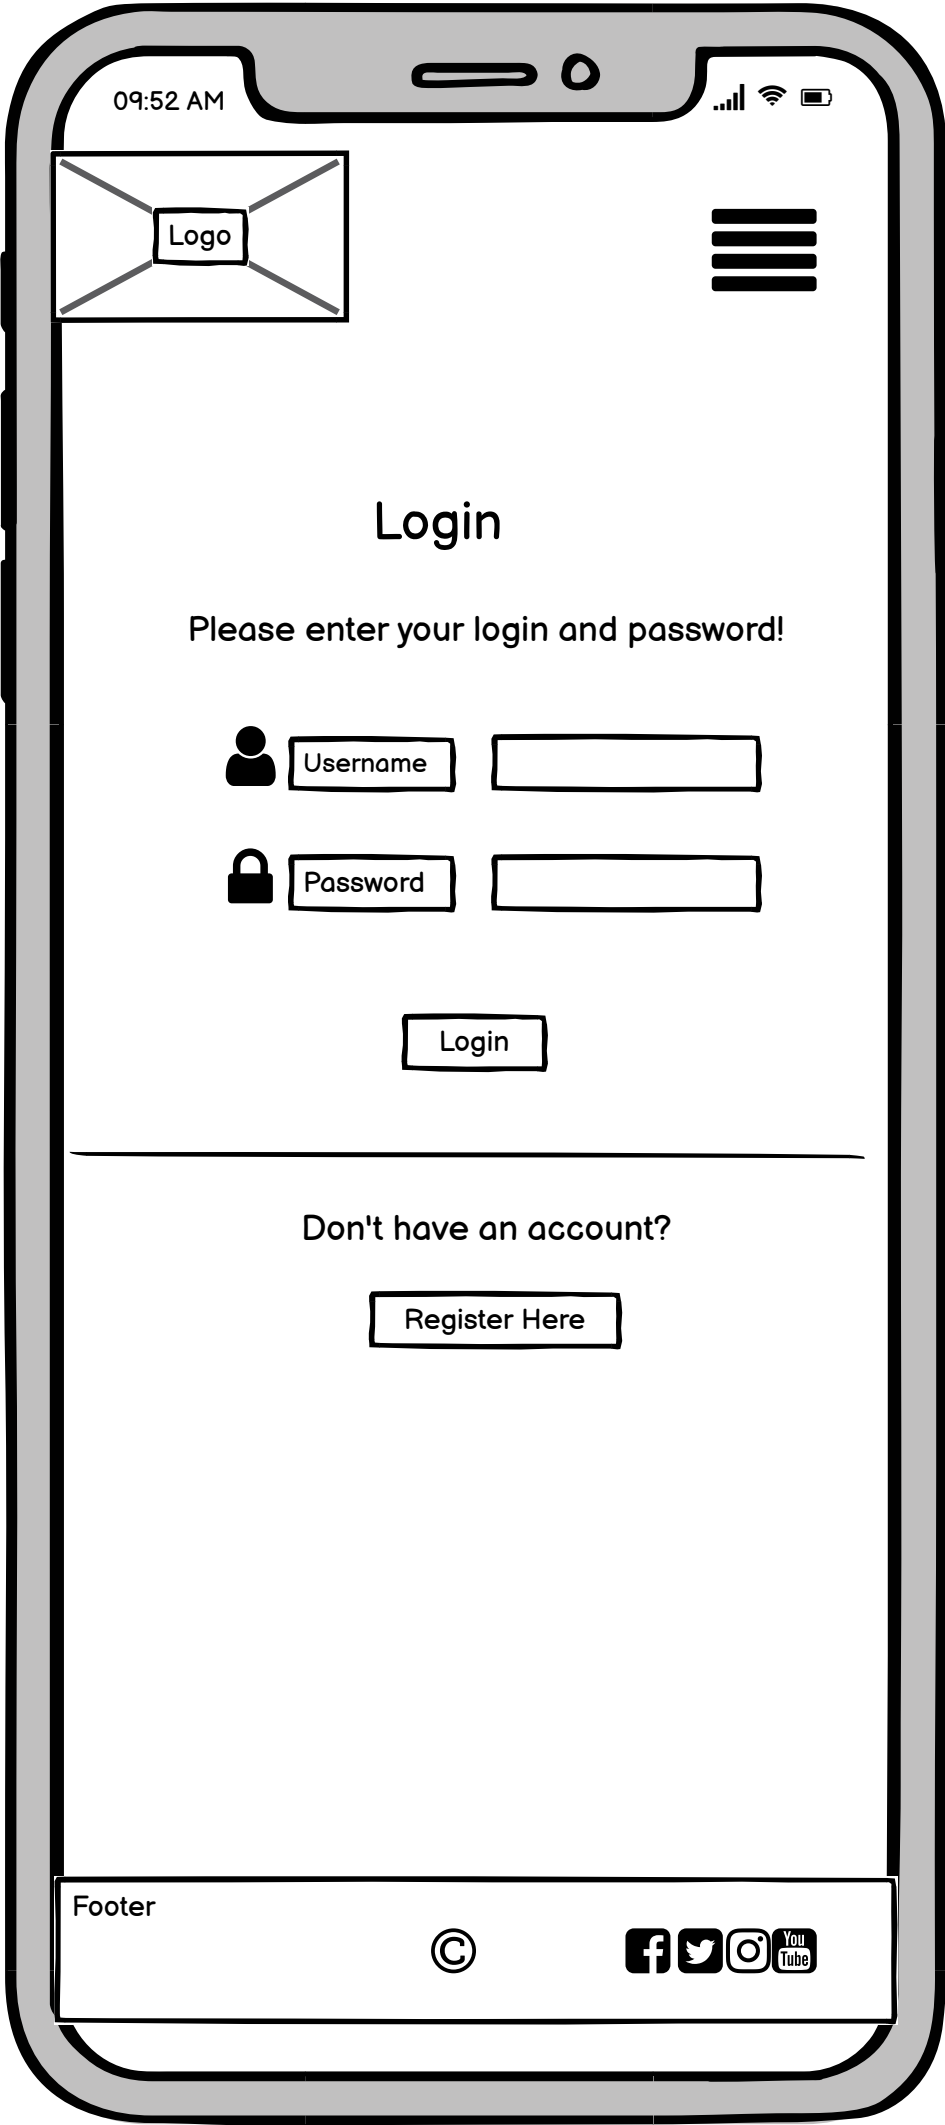 09:52 AM
Logo
Login
Please enter your login and password!
Username
Password
Login
Don't have an account?
Register Here
Footer
©
You
Tube